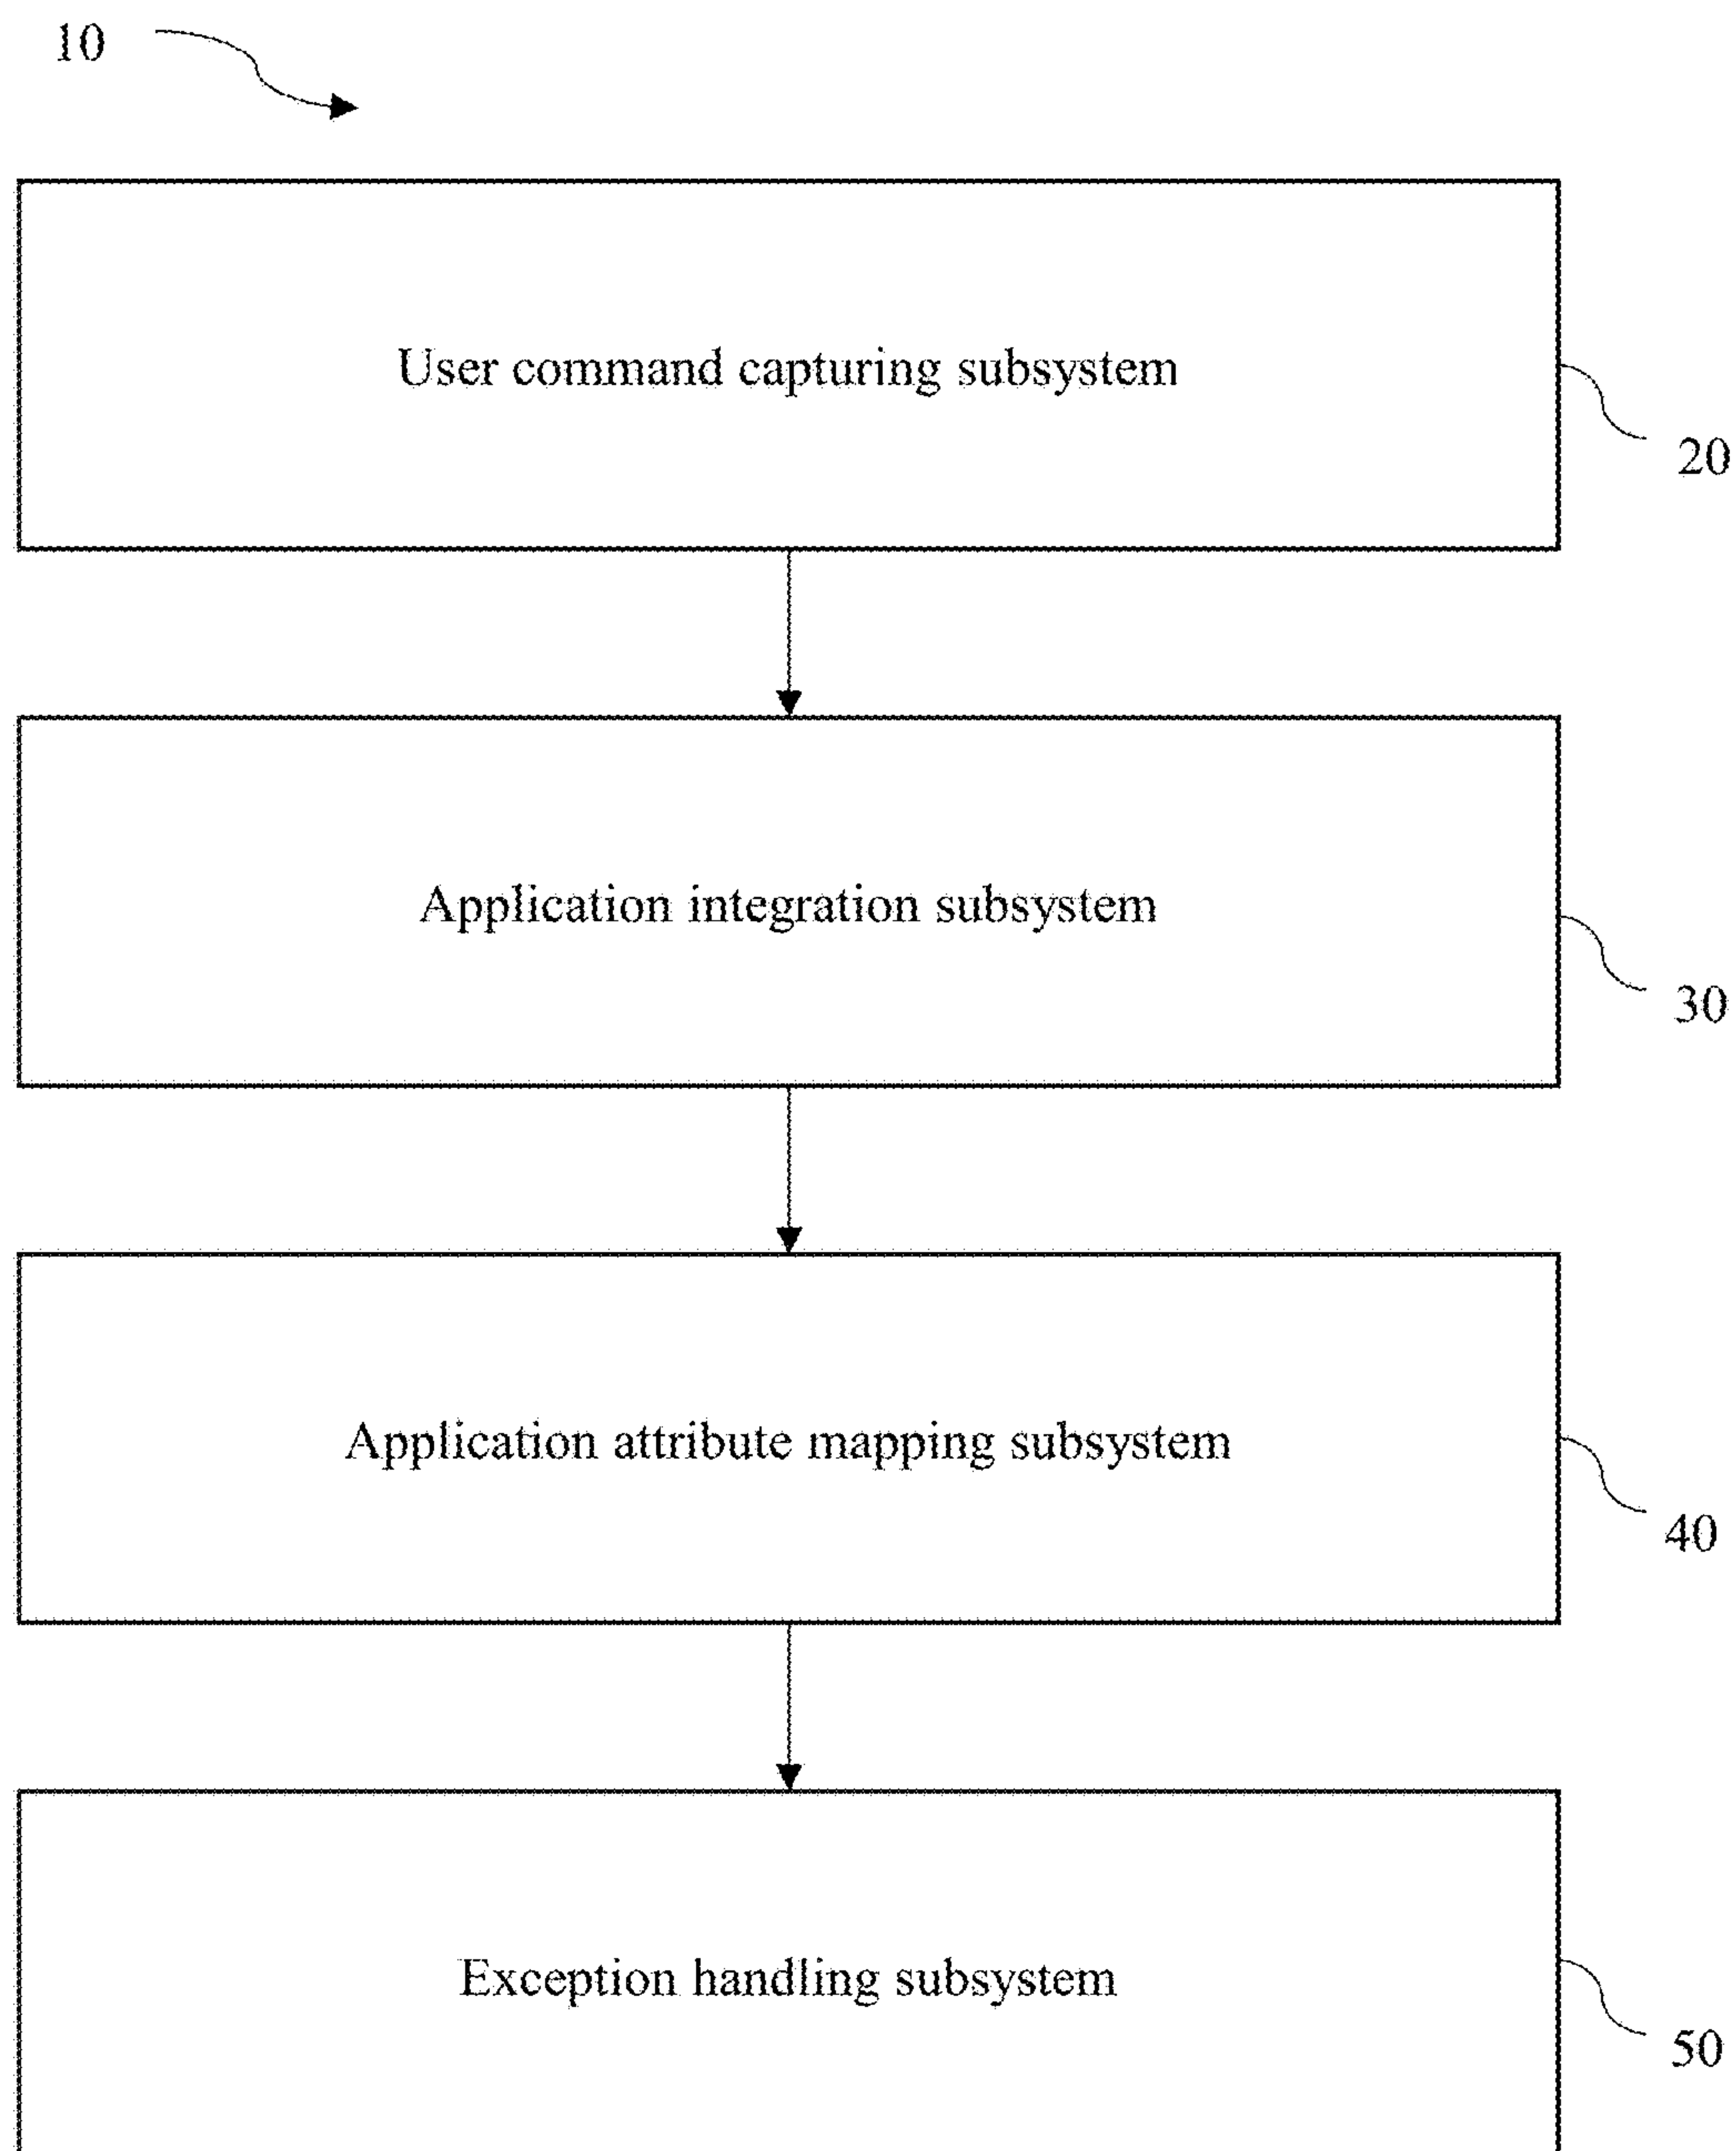 10
User command capturing subsystem
20
Application integration subsystem
30
Application attribute mapping subsystem
40
Exception handling subsystem
50